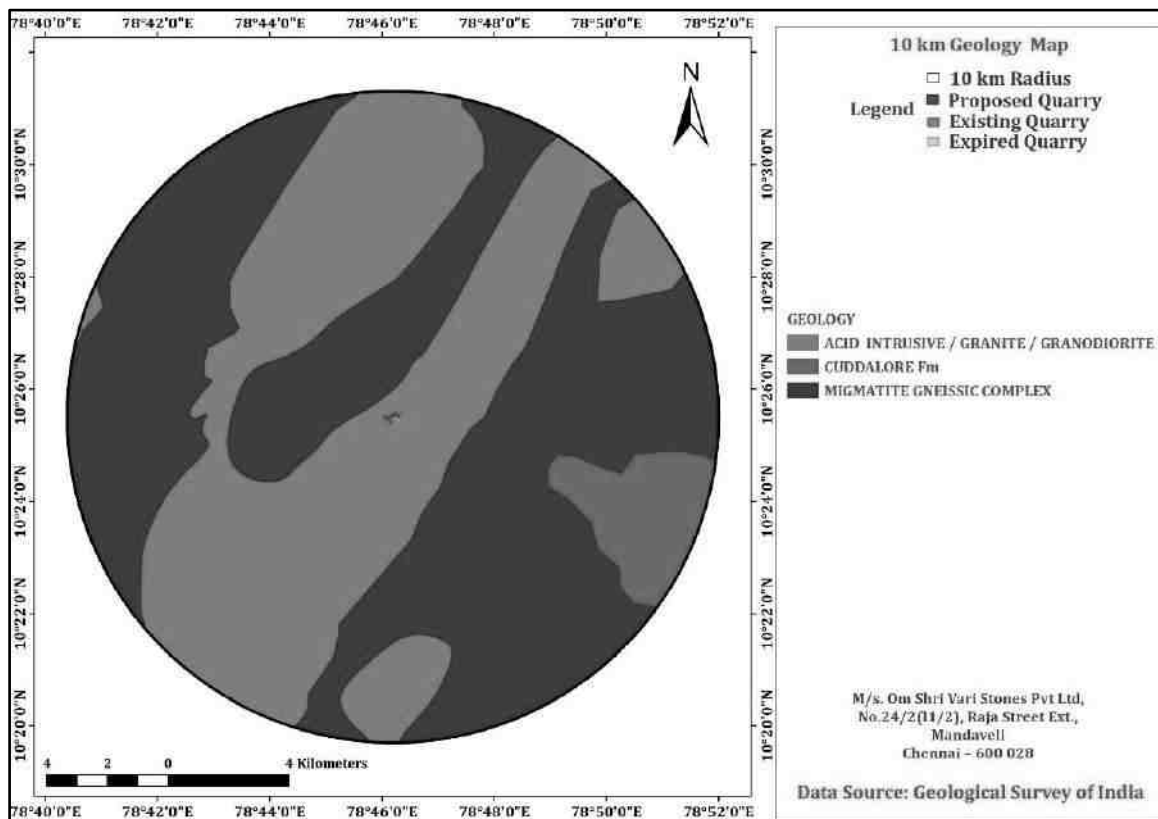 78°40'0"E 78°42'0"E 78°44'0"E 78°46'0"E 78°48'0"E 78°50'0"E 78°52'0"E
10 km Geology Map
10 km Radius
Legend
Proposed Quarry
Existing Quarry
Expired Quarry
N
10°30'0"N 10°30'0"N
10°28'0"N 10°28'0"N
10°26'0"N 10°26'0"N
10°24'0"N 10°24'0"N
10°22'0"N 10°22'0"N
10°20'0"N 10°20'0"N
GEOLOGY
ACID INTRUSIVE / GRANITE / GRANODIORITE
CUDDALORE Fm
MIGMATITE GNEISSIC COMPLEX
4 2 0 4 Kilometers
78°40'0"E 78°42'0"E 78°44'0"E 78°46'0"E 78°48'0"E 78°50'0"E 78°52'0"E
M/s. Om Shri Vari Stones Pvt Ltd,
No.24/2(11/2), Raja Street Ext.,
Mandaveli
Chennai – 600 028
Data Source: Geological Survey of India